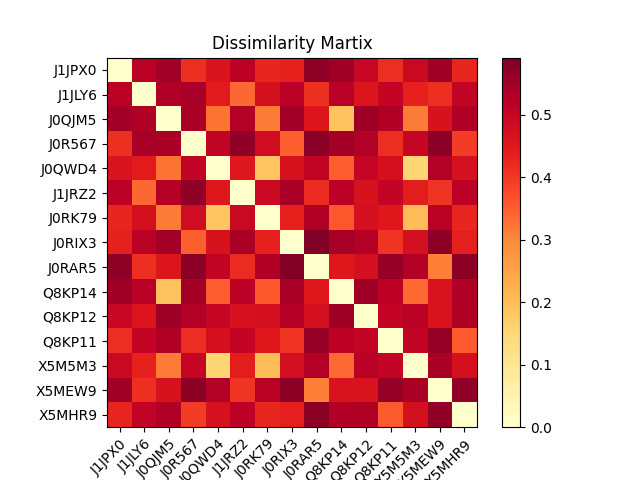 Dissimilarity Martix
J1JPX0
J1JLY6
J0QJM5
J0R567
J0QWD4
J1JRZ2
J0RK79
J0RIX3
J0RAR5
Q8KP14
Q8KP12
Q8KP11
X5M5M3
X5MEW9
X5MHR9
0.5
0.4
0.3
0.2
0.1
0.0
J1JPX0
J1JLY6
J0QJM5
J0R567
J0QWD4
J1JRZ2
J0RK79
J0RIX3
J0RAR5
Q8KP14
Q8KP12
Q8KP11
X5M5M3
X5MEW9
X5MHR9